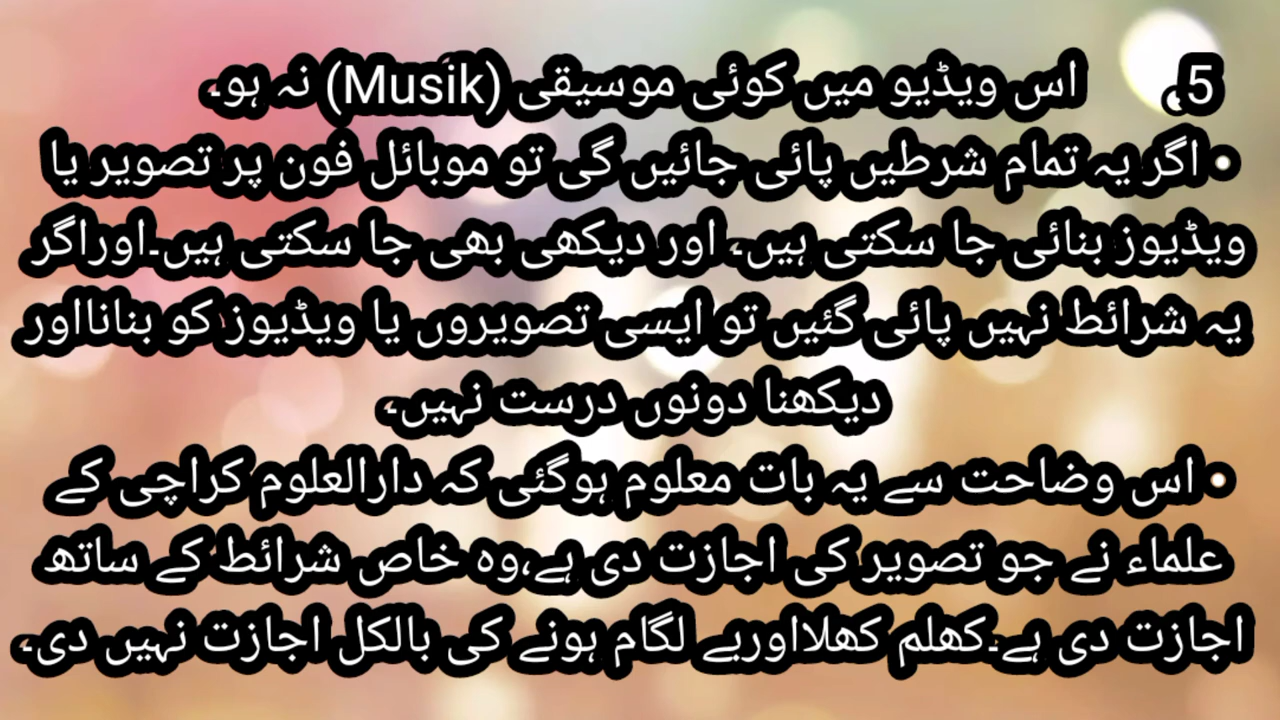 5۔ اس ویڈیو میں کوئی موسیقی (Musik) نہ ہو۔
• اگر یہ تمام شرطیں پائی جائیں گی تو موبائل فون پر تصویر یا
ویڈیوز بنائی جا سکتی ہیں، اور دیکھی بھی جا سکتی ہیں۔اوراگر
یہ شرائط نہیں پائی گئیں تو ایسی تصویروں یا ویڈیوز کو بنانااور
دیکھنا دونوں درست نہیں۔
• اس وضاحت سے یہ بات معلوم ہوگئی کہ دارالعلوم کراچی کے
علماء نے جو تصویر کی اجازت دی ہے،وہ خاص شرائط کے ساتھ
اجازت دی ہے۔کھلم کھلااوربے لگام ہونے کی بالکل اجازت نہیں دی۔